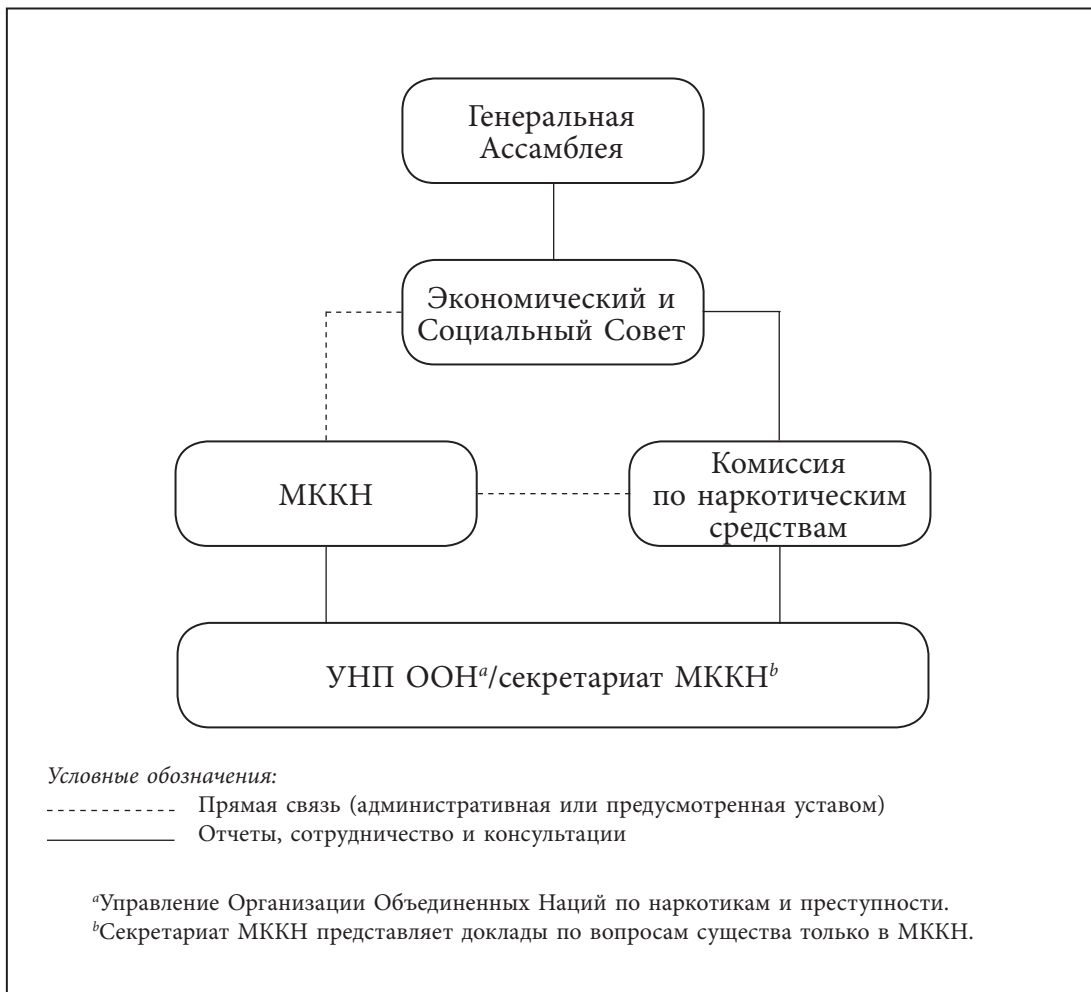 Генеральная
Ассамблея
Экономический и
Социальный Совет
МККН
Комиссия
по наркотическим
средствам
УНП ООНa/секретариат МККНb
Условные обозначения:
Прямая связь (административная или предусмотренная уставом)
Отчеты, сотрудничество и консультации
aУправление Организации Объединенных Наций по наркотикам и преступности.
bСекретариат МККН представляет доклады по вопросам существа только в МККН.